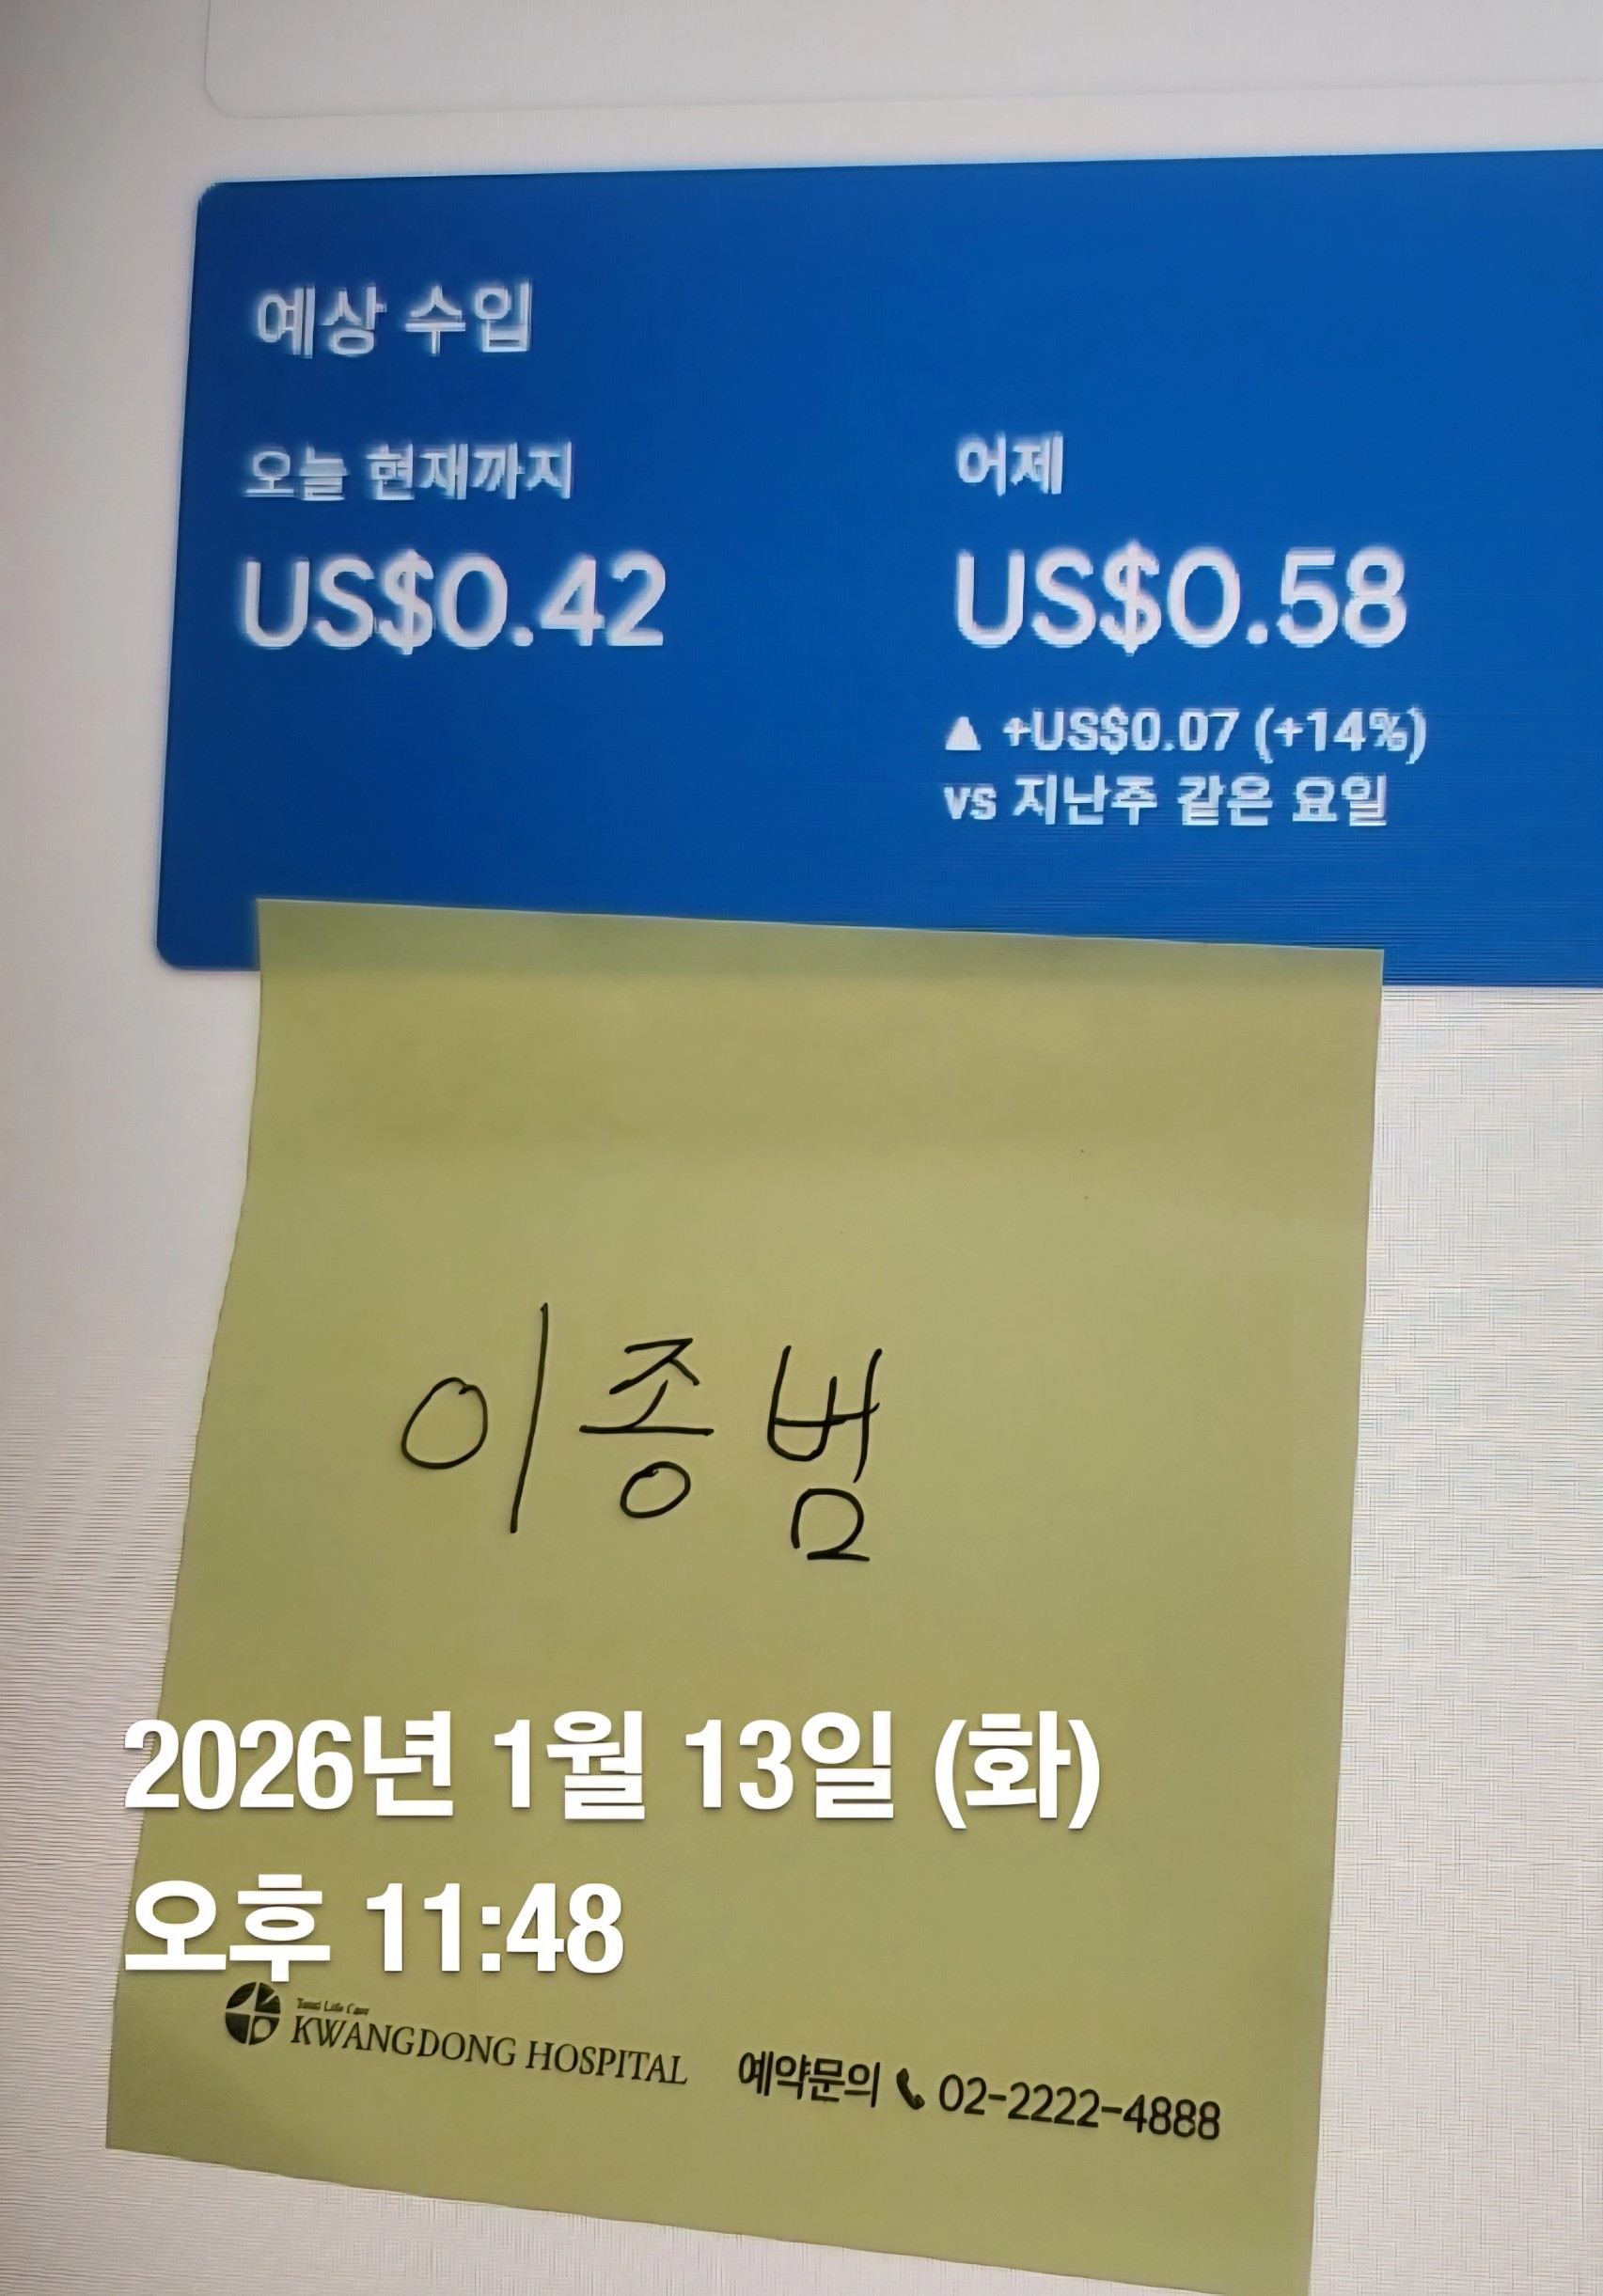 예상 수입
오늘 현재까지
어제
US$0.42
US$0.58
▲ +US$0.07 (+14%)
vs 지난주 같은 요일
이종범
2026년 1월 13일 (화)
오후 11:48
Total Life Care
KWANGDONG HOSPITAL 예약문의 02-2222-4888